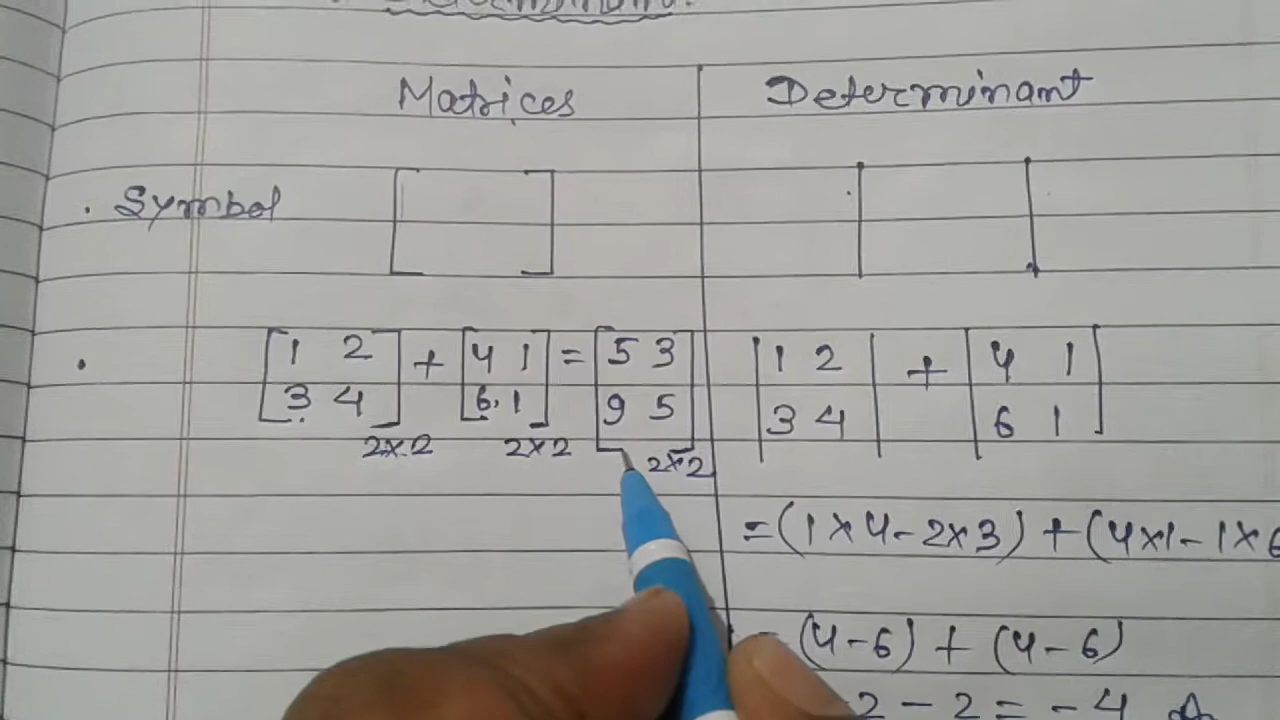 Matrices Determinant
. Symbol [ ] | |
. [1 2 3 4]2×2 + [4 1 6 1]2×2 = [5 3 9 5]2×2 |1 2 3 4| + |4 1 6 1|
=(1×4-2×3)+(4×1-1×6
(4-6)+(4-6)
2-2=-4